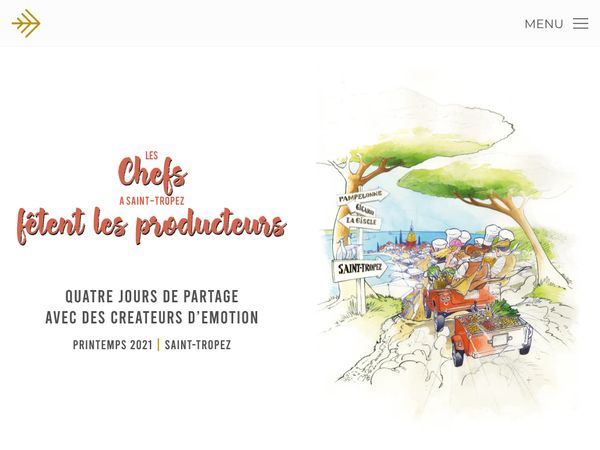 MENU
LES
Chefs
A SAINT-TROPEZ
fêtent les producteurs
QUATRE JOURS DE PARTAGE
AVEC DES CREATEURS D'EMOTION
PRINTEMPS 2021 | SAINT-TROPEZ
PAMPELONNE
GIGARO
LA GISCLE
SAINT-TROPEZ